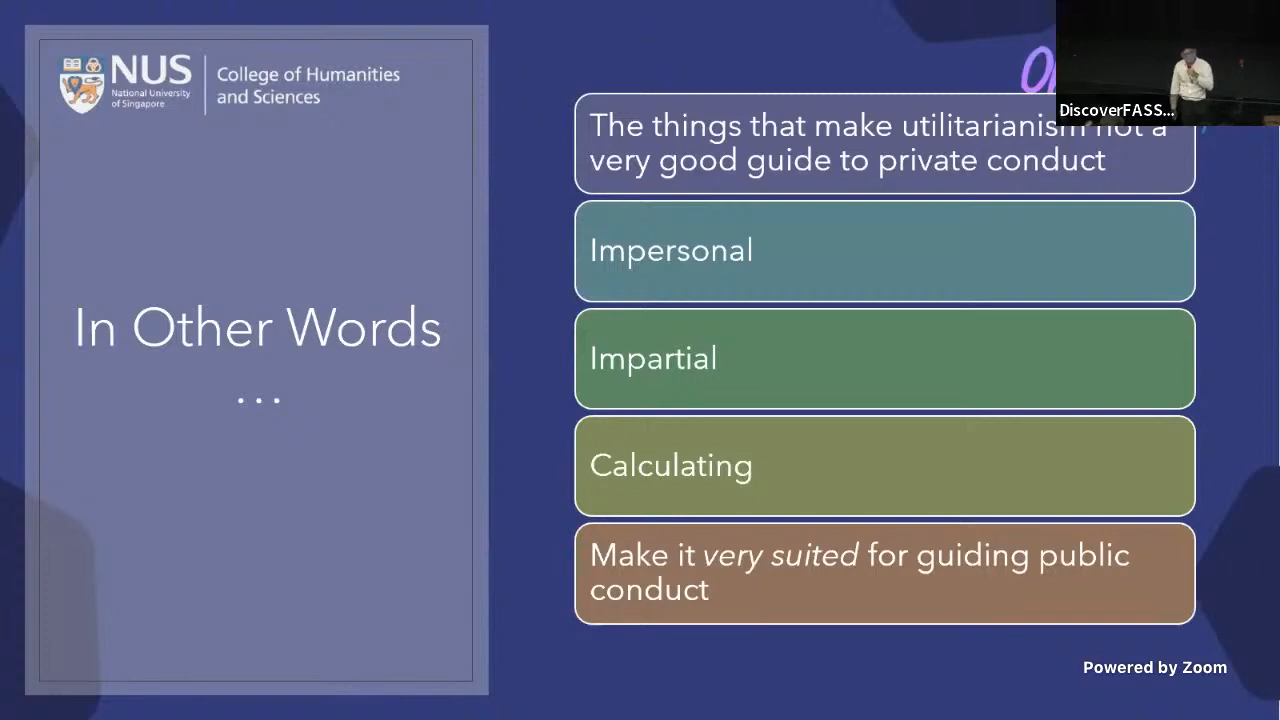 NUS
National University
of Singapore
College of Humanities
and Sciences
In Other Words
...
DiscoverFASS...
The things that make utilitarianism not a
very good guide to private conduct
Impersonal
Impartial
Calculating
Make it very suited for guiding public
conduct
Powered by Zoom